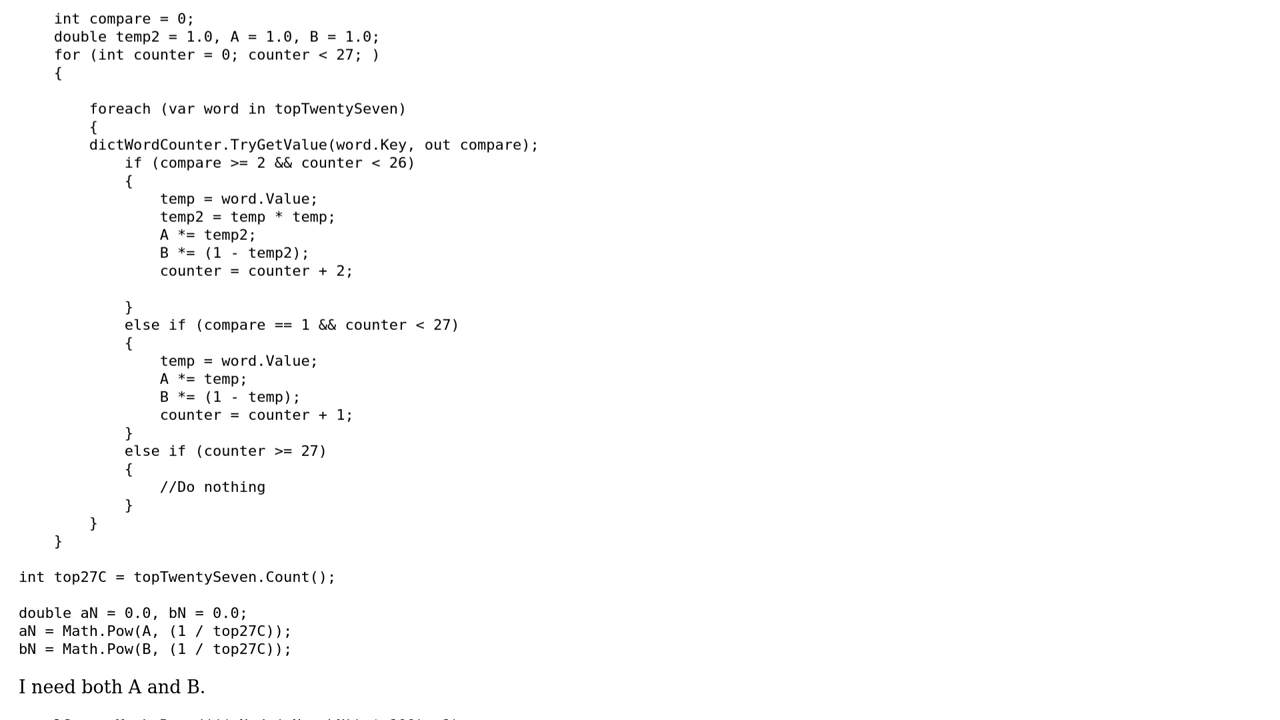 int compare = 0;
double temp2 = 1.0, A = 1.0, B = 1.0;
for (int counter = 0; counter < 27; )
{
foreach (var word in topTwentySeven)
{
dictWordCounter.TryGetValue(word.Key, out compare);
if (compare >= 2 && counter < 26)
{
temp = word.Value;
temp2 = temp * temp;
A *= temp2;
B *= (1 - temp2);
counter = counter + 2;
}
else if (compare == 1 && counter < 27)
{
temp = word.Value;
A *= temp;
B *= (1 - temp);
counter = counter + 1;
}
else if (counter >= 27)
{
//Do nothing
}
}
}
int top27C = topTwentySeven.Count();
double aN = 0.0, bN = 0.0;
aN = Math.Pow(A, (1 / top27C));
bN = Math.Pow(B, (1 / top27C));
I need both A and B.